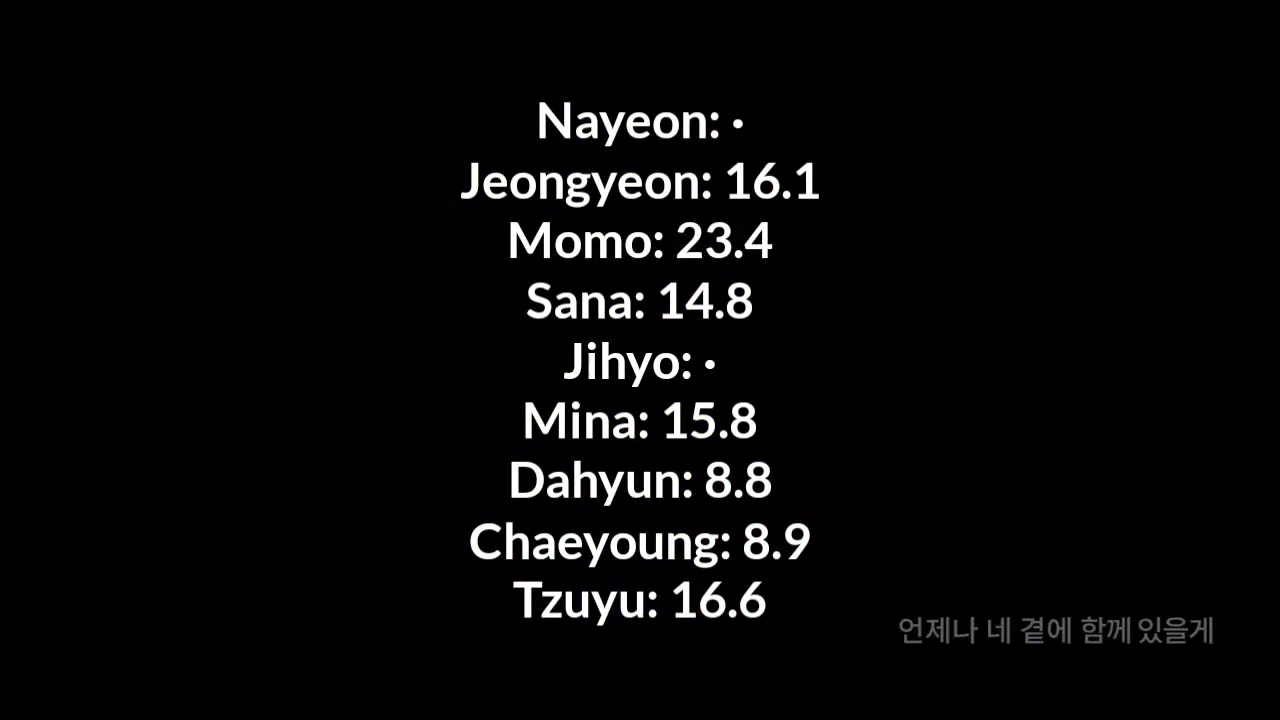 Nayeon: ·
Jeongyeon: 16.1
Momo: 23.4
Sana: 14.8
Jihyo: ·
Mina: 15.8
Dahyun: 8.8
Chaeyoung: 8.9
Tzuyu: 16.6
언제나 네 곁에 함께 있을게